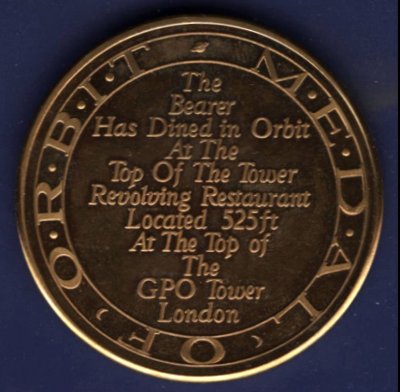 MEDAL OF ORBIT
The
Bearer
Has Dined in Orbit
At The
Top Of The Tower
Revolving Restaurant
Located 525ft
At The Top of
The
GPO Tower
London